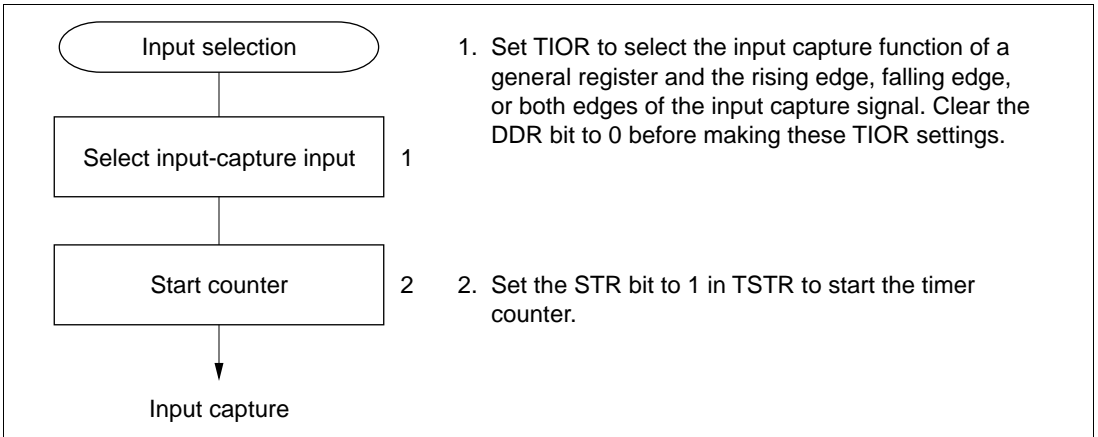 Input selection
Select input-capture input 1
Start counter 2
Input capture
1. Set TIOR to select the input capture function of a
general register and the rising edge, falling edge,
or both edges of the input capture signal. Clear the
DDR bit to 0 before making these TIOR settings.
2. Set the STR bit to 1 in TSTR to start the timer
counter.